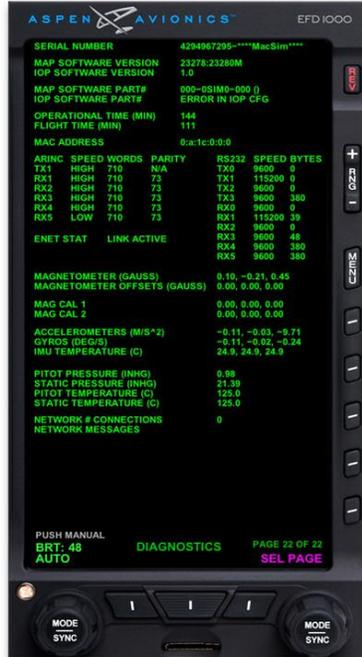 ASPEN AVIONICS™ EFD 1000
SERIAL NUMBER 4294967295-****MacSim****
MAP SOFTWARE VERSION 23278:23280M
IOP SOFTWARE VERSION 1.0
MAP SOFTWARE PART# 000-0SIM0-000 ()
IOP SOFTWARE PART# ERROR IN IOP CFG
OPERATIONAL TIME (MIN) 144
FLIGHT TIME (MIN) 111
MAC ADDRESS 0:a:1c:0:0:0
ARINC SPEED WORDS PARITY RS232 SPEED BYTES
TX1 HIGH 710 N/A TX0 9600 0
RX1 HIGH 710 73 TX1 115200 0
RX2 HIGH 710 73 TX2 9600 0
RX3 HIGH 710 73 TX3 9600 380
RX4 HIGH 710 73 RX0 9600 0
RX5 LOW 710 73 RX1 115200 39
RX2 9600 0
ENET STAT LINK ACTIVE RX3 9600 48
RX4 9600 380
RX5 9600 380
MAGNETOMETER (GAUSS) 0.10, -0.21, 0.45
MAGNETOMETER OFFSETS (GAUSS) 0.00, 0.00, 0.00
MAG CAL 1 0.00, 0.00, 0.00
MAG CAL 2 0.00, 0.00, 0.00
ACCELEROMETERS (M/S^2) -0.11, -0.03, -9.71
GYROS (DEG/S) -0.11, -0.02, -0.24
IMU TEMPERATURE (C) 24.9, 24.9, 24.9
PITOT PRESSURE (INHG) 0.98
STATIC PRESSURE (INHG) 21.39
PITOT TEMPERATURE (C) 125.0
STATIC TEMPERATURE (C) 125.0
NETWORK # CONNECTIONS 0
NETWORK MESSAGES
PUSH MANUAL
BRT: 48 DIAGNOSTICS PAGE 22 OF 22
AUTO SEL PAGE
REV
+
RNG
-
MENU
MODE
SYNC
MODE
SYNC